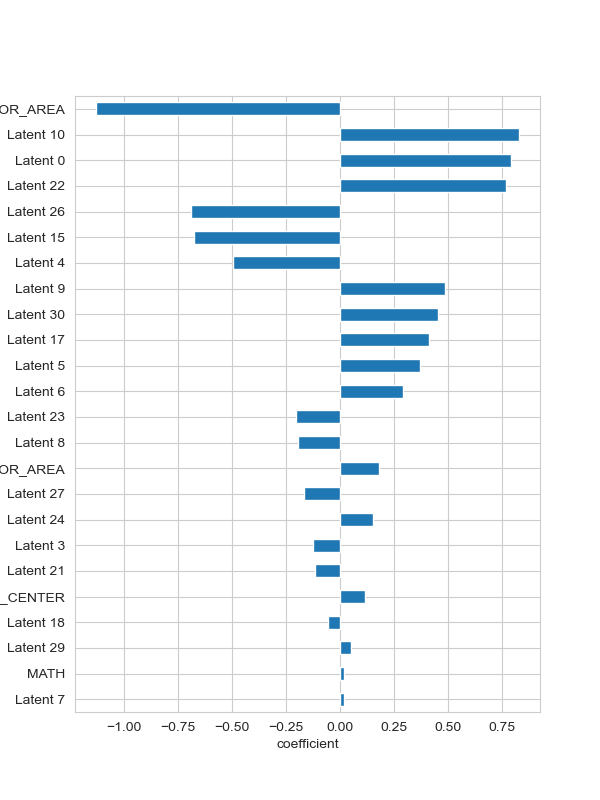 OR_AREA
Latent 10
Latent 0
Latent 22
Latent 26
Latent 15
Latent 4
Latent 9
Latent 30
Latent 17
Latent 5
Latent 6
Latent 23
Latent 8
OR_AREA
Latent 27
Latent 24
Latent 3
Latent 21
_CENTER
Latent 18
Latent 29
MATH
Latent 7
−1.00 −0.75 −0.50 −0.25 0.00 0.25 0.50 0.75
coefficient